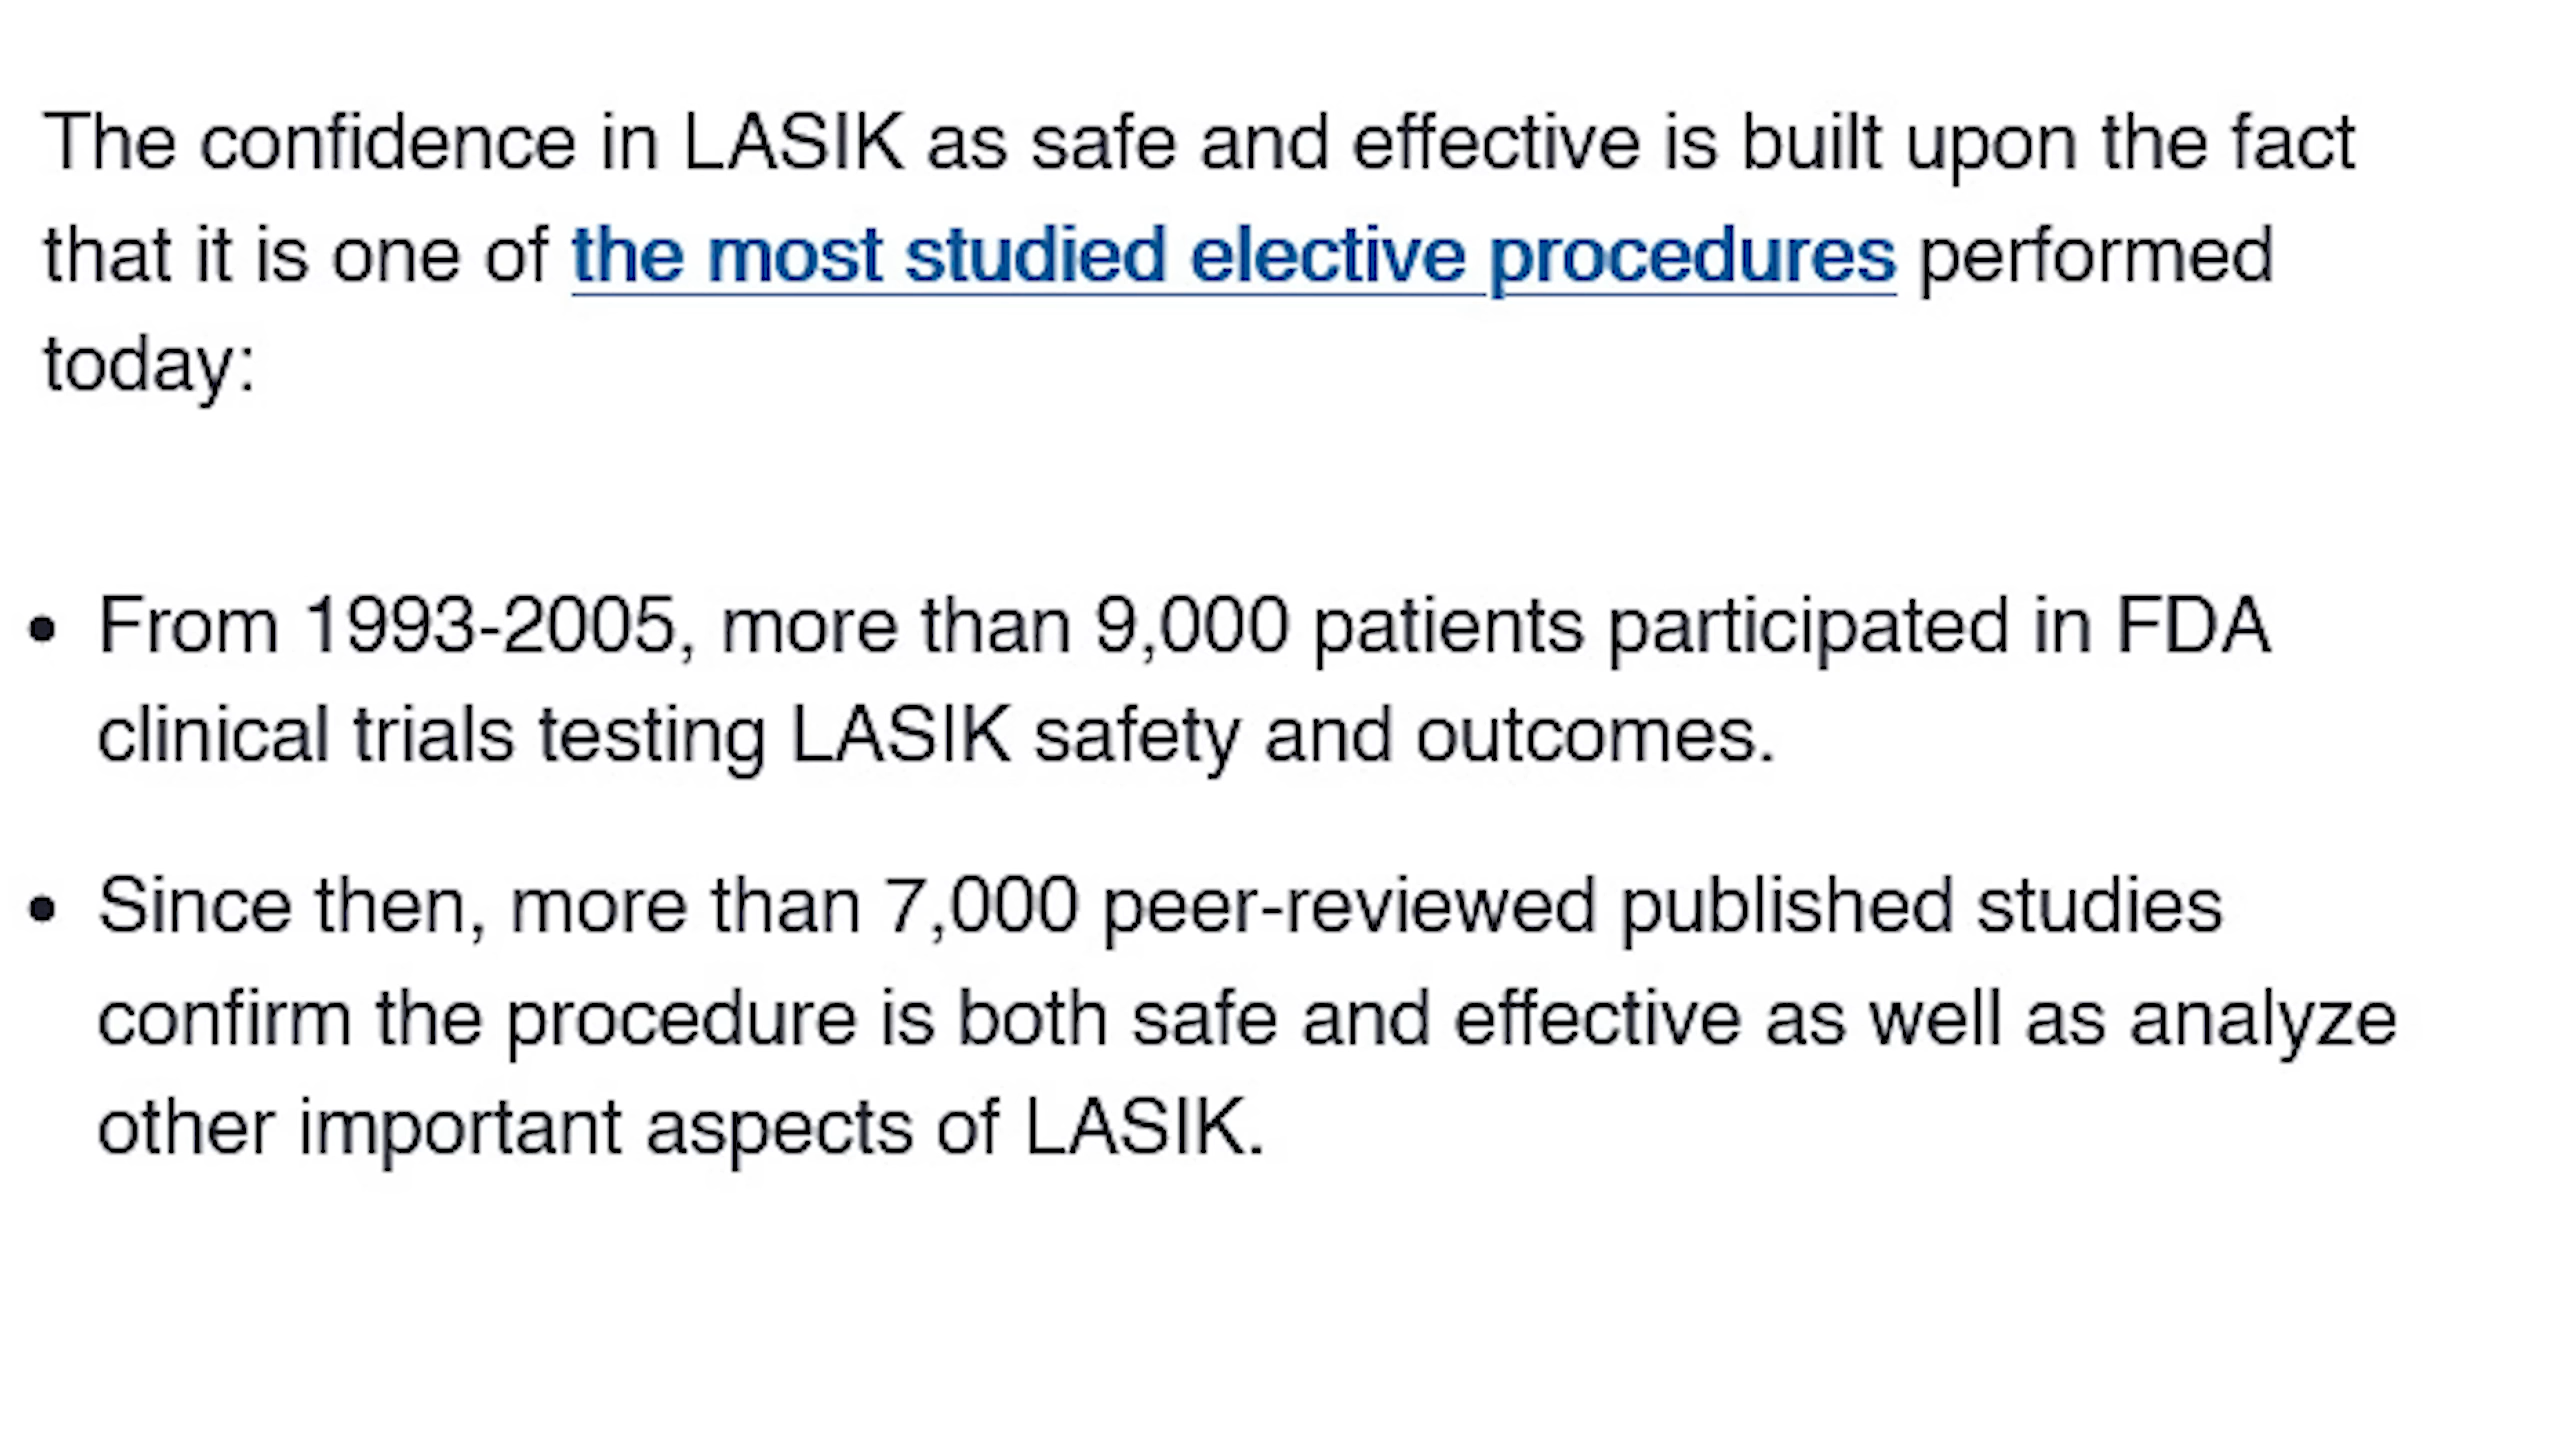 The confidence in LASIK as safe and effective is built upon the fact
that it is one of the most studied elective procedures performed
today:
• From 1993-2005, more than 9,000 patients participated in FDA
clinical trials testing LASIK safety and outcomes.
• Since then, more than 7,000 peer-reviewed published studies
confirm the procedure is both safe and effective as well as analyze
other important aspects of LASIK.